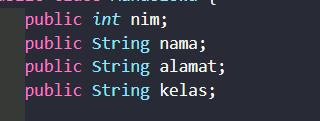 public int nim;
public String nama;
public String alamat;
public String kelas;